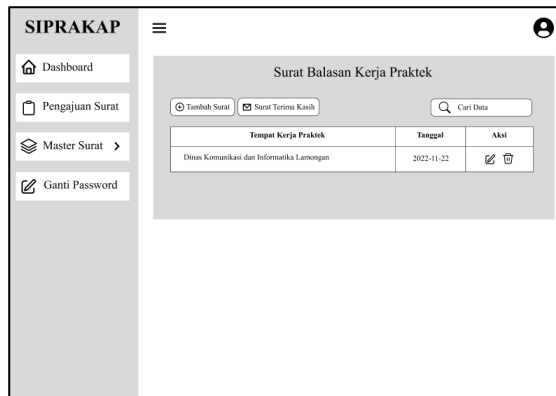 SIPRAKAP
Dashboard
Pengajuan Surat
Master Surat
Ganti Password
Surat Balasan Kerja Praktek
Tambah Surat
Surat Terima Kasih
Cari Data
Tempat Kerja Praktek Tanggal Aksi
Dinas Komunikasi dan Informatika Lamongan 2022-11-22